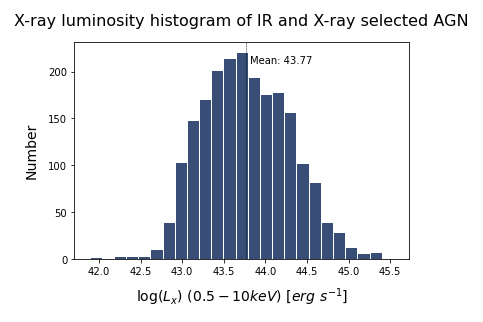 X-ray luminosity histogram of IR and X-ray selected AGN
Mean: 43.77
200
150
100
50
0
Number
42.0 42.5 43.0 43.5 44.0 44.5 45.0 45.5
log(Lₓ) (0.5 − 10keV) [erg s⁻¹]